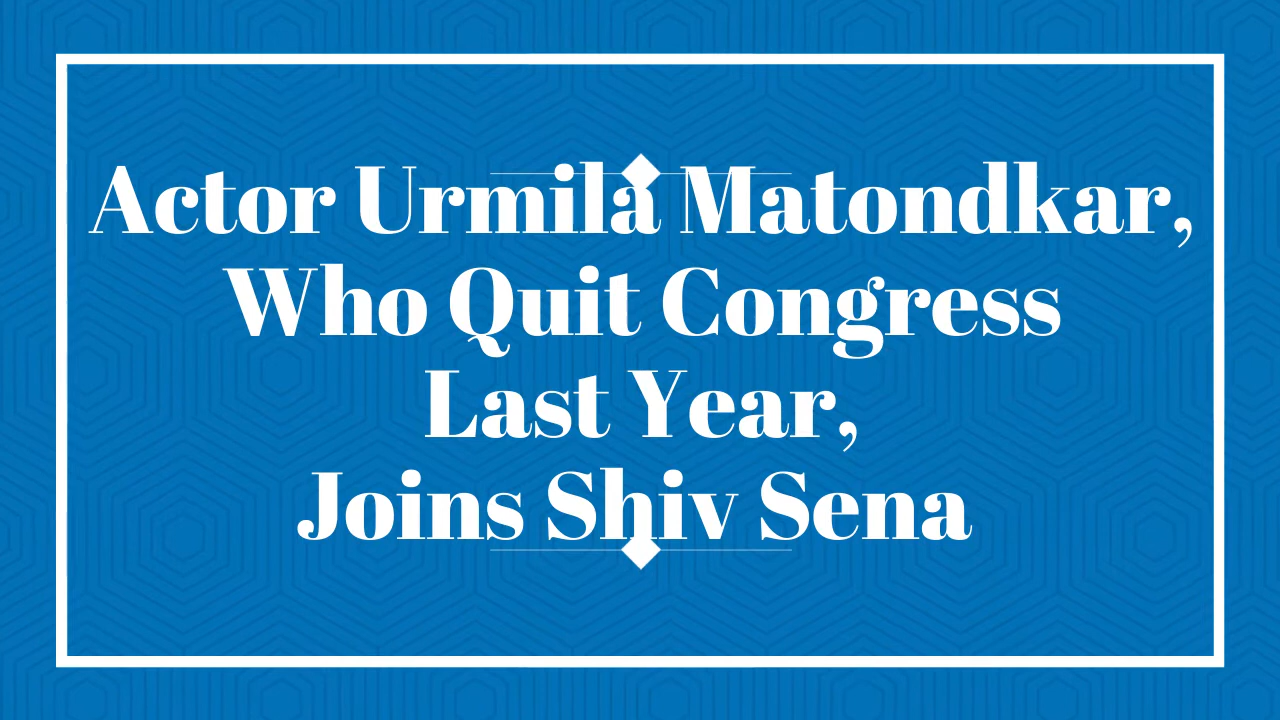 Actor Urmila Matondkar,
Who Quit Congress
Last Year,
Joins Shiv Sena